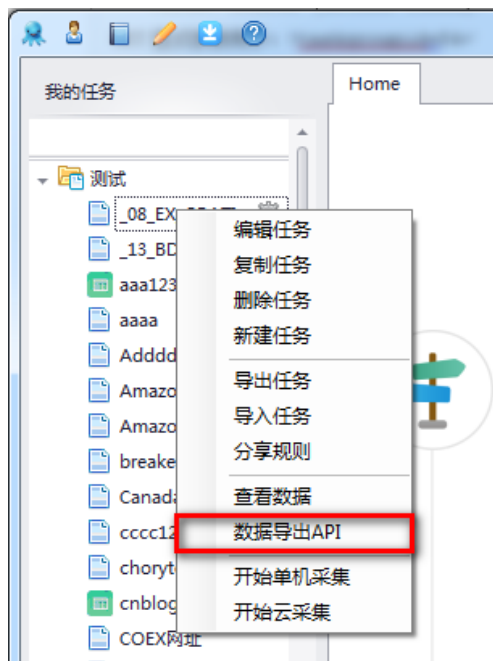 我的任务
Home
测试
_08_EX
_13_BD
aaa123
aaaa
Adddd
Amazo
Amazo
breake
Canada
cccc12
choryt
cnblog
COEX网址
编辑任务
复制任务
删除任务
新建任务
导出任务
导入任务
分享规则
查看数据
数据导出API
开始单机采集
开始云采集